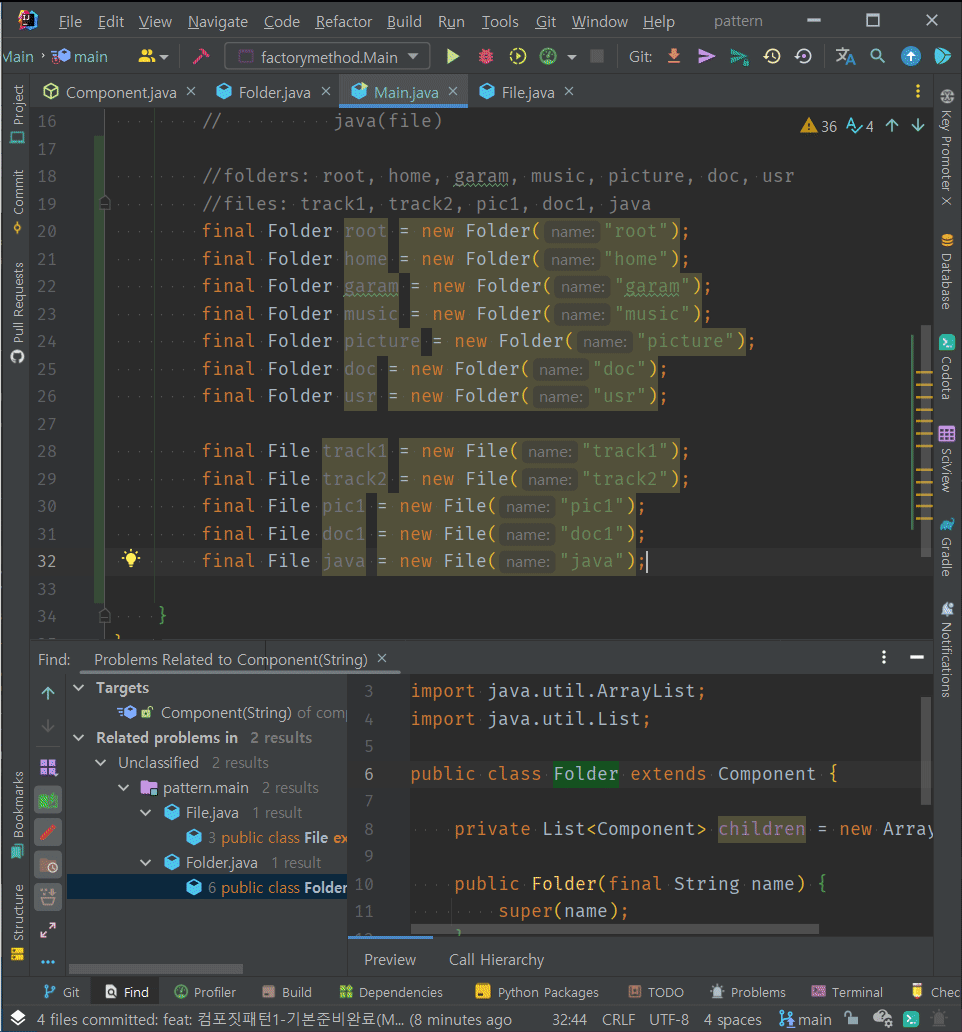 File Edit View Navigate Code Refactor Build Run Tools Git Window Help pattern
Main main factorymethod.Main Git:
Component.java Folder.java Main.java File.java
16 // java(file)
36 4
17
18 //folders: root, home, garam, music, picture, doc, usr
19 //files: track1, track2, pic1, doc1, java
20 final Folder root = new Folder( name: "root");
21 final Folder home = new Folder( name: "home");
22 final Folder garam = new Folder( name: "garam");
23 final Folder music = new Folder( name: "music");
24 final Folder picture = new Folder( name: "picture");
25 final Folder doc = new Folder( name: "doc");
26 final Folder usr = new Folder( name: "usr");
27
28 final File track1 = new File( name: "track1");
29 final File track2 = new File( name: "track2");
30 final File pic1 = new File( name: "pic1");
31 final File doc1 = new File( name: "doc1");
32 final File java = new File( name: "java");
33
34 }
Project
Commit
Pull Requests
Bookmarks
Structure
Key Promoter X
Database
Codota
SciView
Gradle
Notifications
Find: Problems Related to Component(String)
Targets
Component(String) of comp
Related problems in 2 results
Unclassified 2 results
pattern.main 2 results
File.java 1 result
3 public class File ex
Folder.java 1 result
6 public class Folder
3 import java.util.ArrayList;
4 import java.util.List;
5
6 public class Folder extends Component {
7
8 private List<Component> children = new Array
9
10 public Folder(final String name) {
11 super(name);
Preview Call Hierarchy
Git Find Profiler Build Dependencies Python Packages TODO Problems Terminal Chec
4 files committed: feat: 컴포짓패턴1-기본준비완료(M... (8 minutes ago 32:44 CRLF UTF-8 4 spaces main